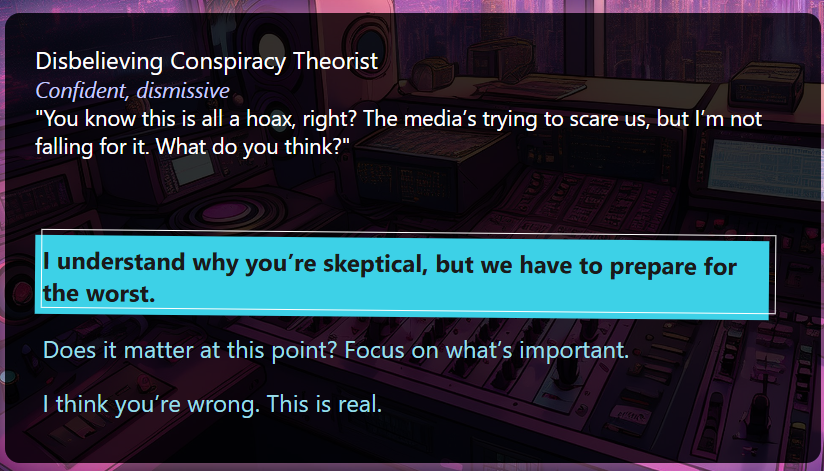 Disbelieving Conspiracy Theorist
Confident, dismissive
"You know this is all a hoax, right? The media’s trying to scare us, but I’m not
falling for it. What do you think?"
I understand why you’re skeptical, but we have to prepare for
the worst.
Does it matter at this point? Focus on what’s important.
I think you’re wrong. This is real.